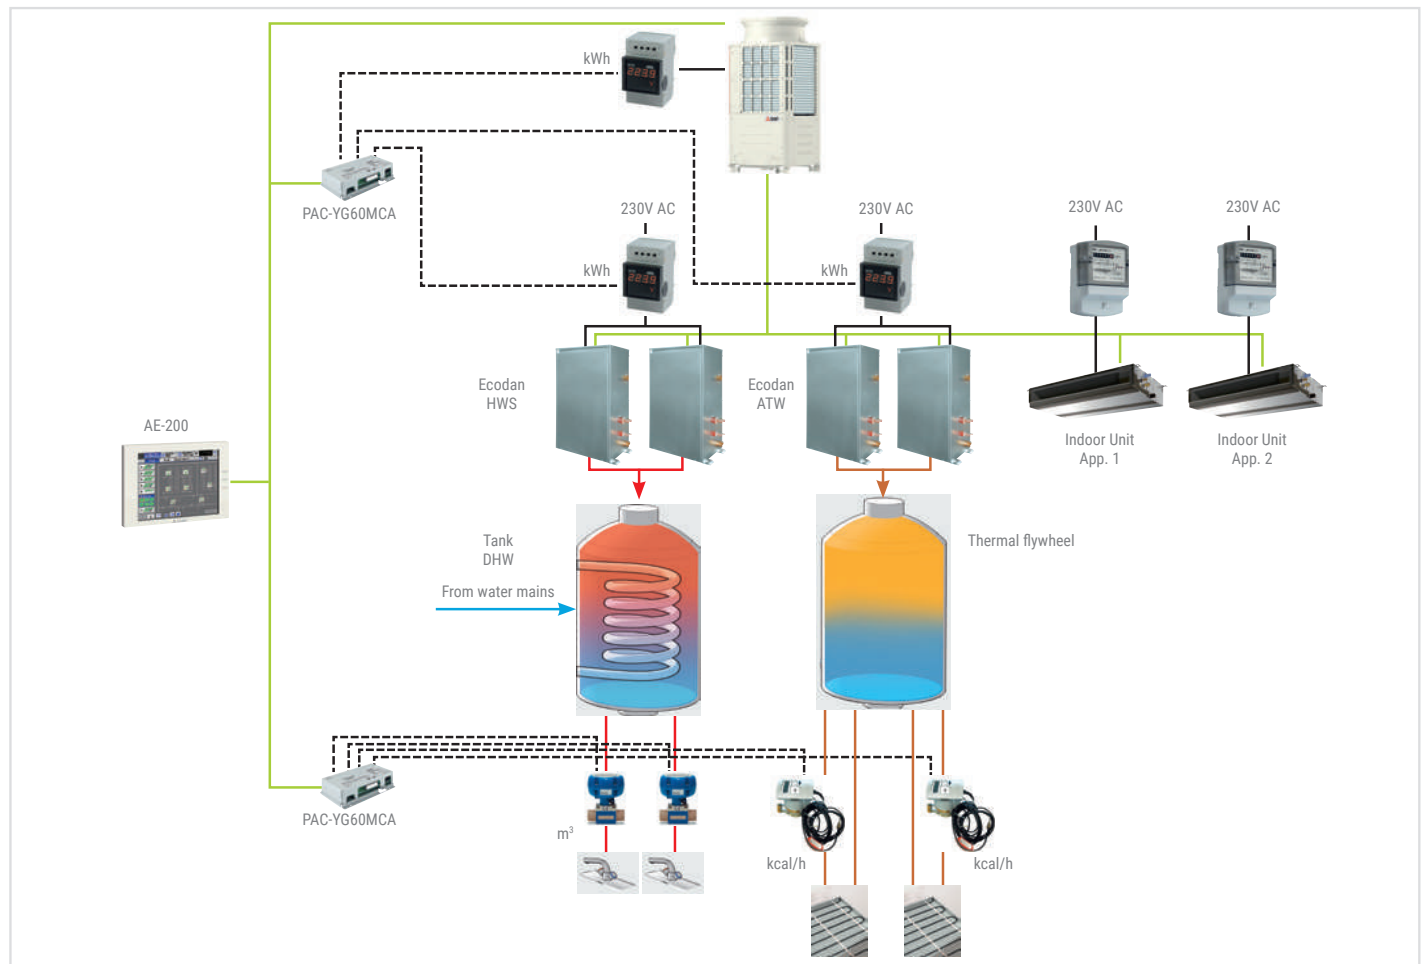 kWh
PAC-YG60MCA
230V AC
230V AC
230V AC
230V AC
kWh
kWh
Ecodan
HWS
Ecodan
ATW
AE-200
Indoor Unit
App. 1
Indoor Unit
App. 2
Tank
DHW
Thermal flywheel
From water mains
PAC-YG60MCA
m³
kcal/h
kcal/h